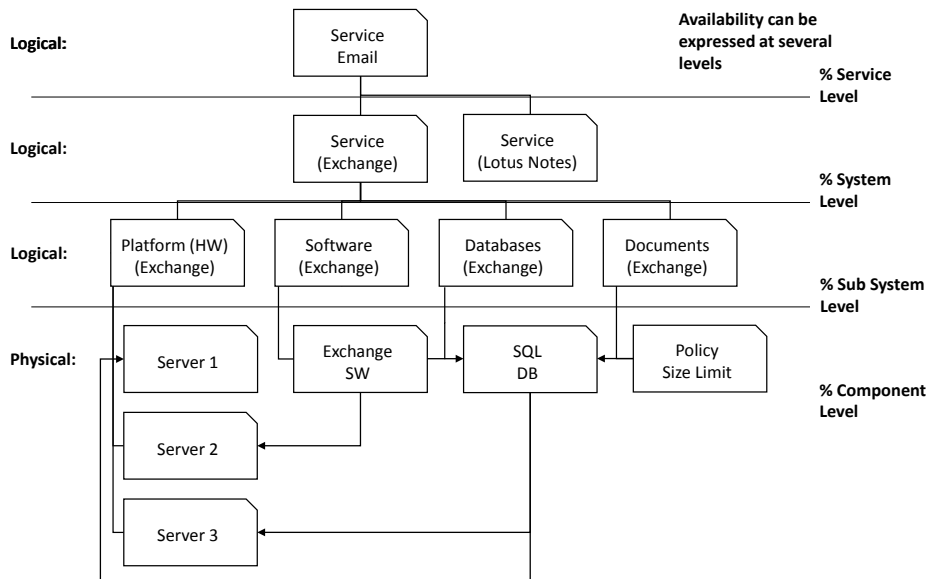 Logical:
Service
Email
Availability can be
expressed at several
levels
% Service
Level
Logical:
Service
(Exchange)
Service
(Lotus Notes)
% System
Level
Logical:
Platform (HW)
(Exchange)
Software
(Exchange)
Databases
(Exchange)
Documents
(Exchange)
% Sub System
Level
Physical:
Server 1
Exchange
SW
SQL
DB
Policy
Size Limit
% Component
Level
Server 2
Server 3